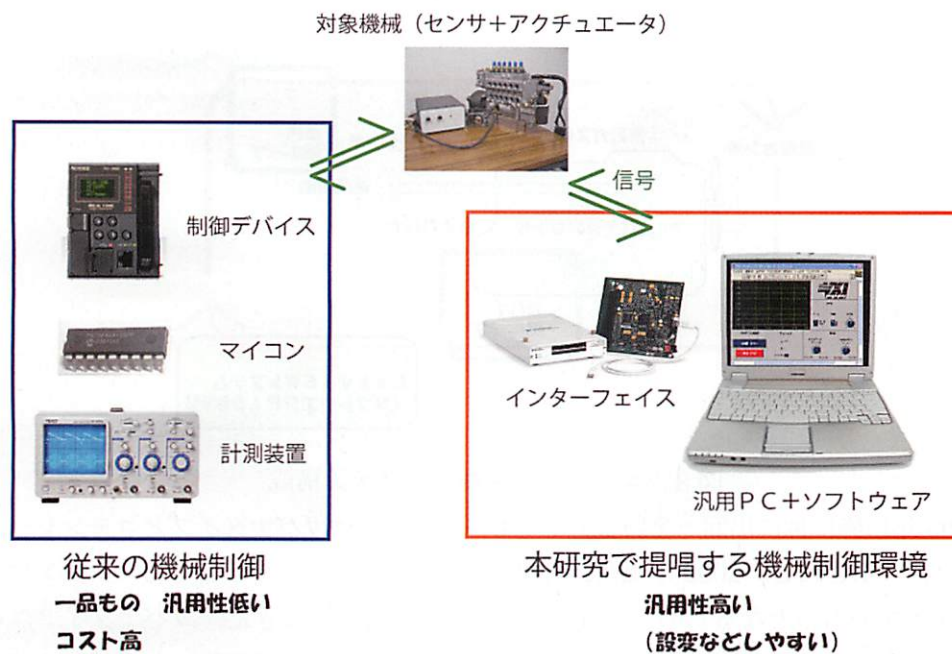 対象機械（センサ＋アクチュエータ）
信号
制御デバイス
マイコン
計測装置
インターフェイス
汎用ＰＣ＋ソフトウェア
従来の機械制御
一品もの　汎用性低い
コスト高
本研究で提唱する機械制御環境
汎用性高い
（設変などしやすい）